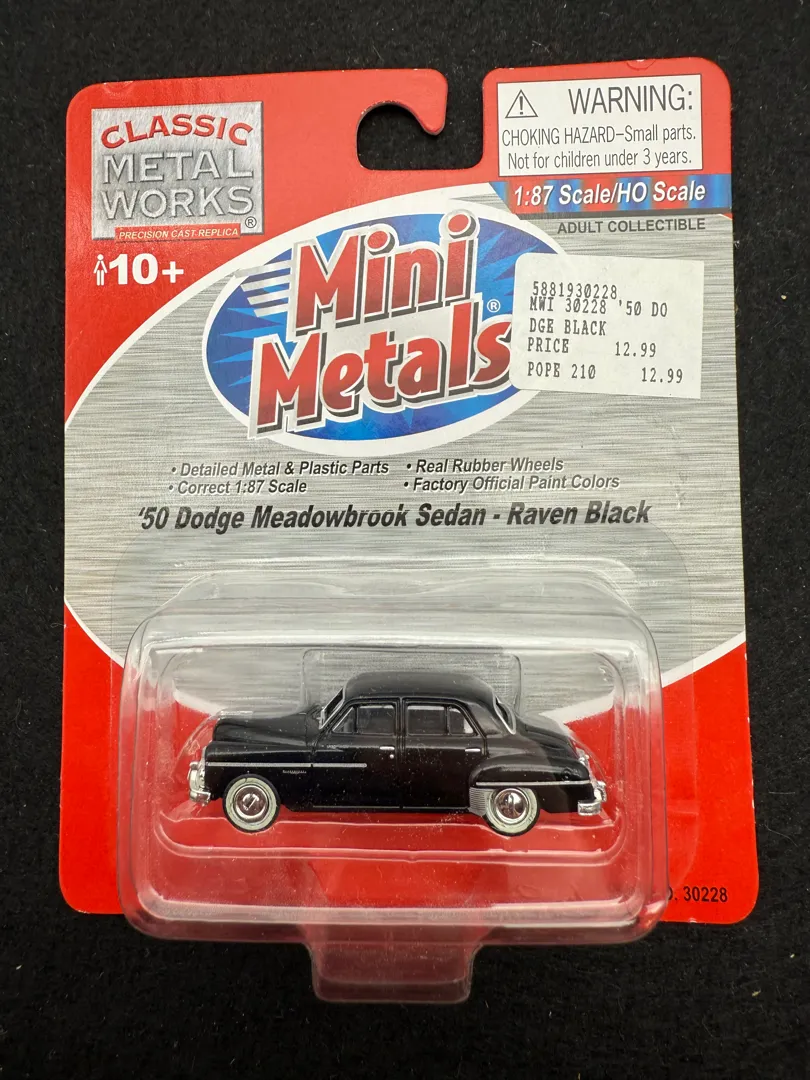 CLASSIC
METAL
WORKS®
PRECISION CAST REPLICA
10+
WARNING:
CHOKING HAZARD–Small parts.
Not for children under 3 years.
1:87 Scale/HO Scale
ADULT COLLECTIBLE
Mini
Metals®
5881930228
MWI 30228 '50 DO
DGE BLACK
PRICE 12.99
POPE 210 12.99
• Detailed Metal & Plastic Parts • Real Rubber Wheels
• Correct 1:87 Scale • Factory Official Paint Colors
'50 Dodge Meadowbrook Sedan - Raven Black
. 30228